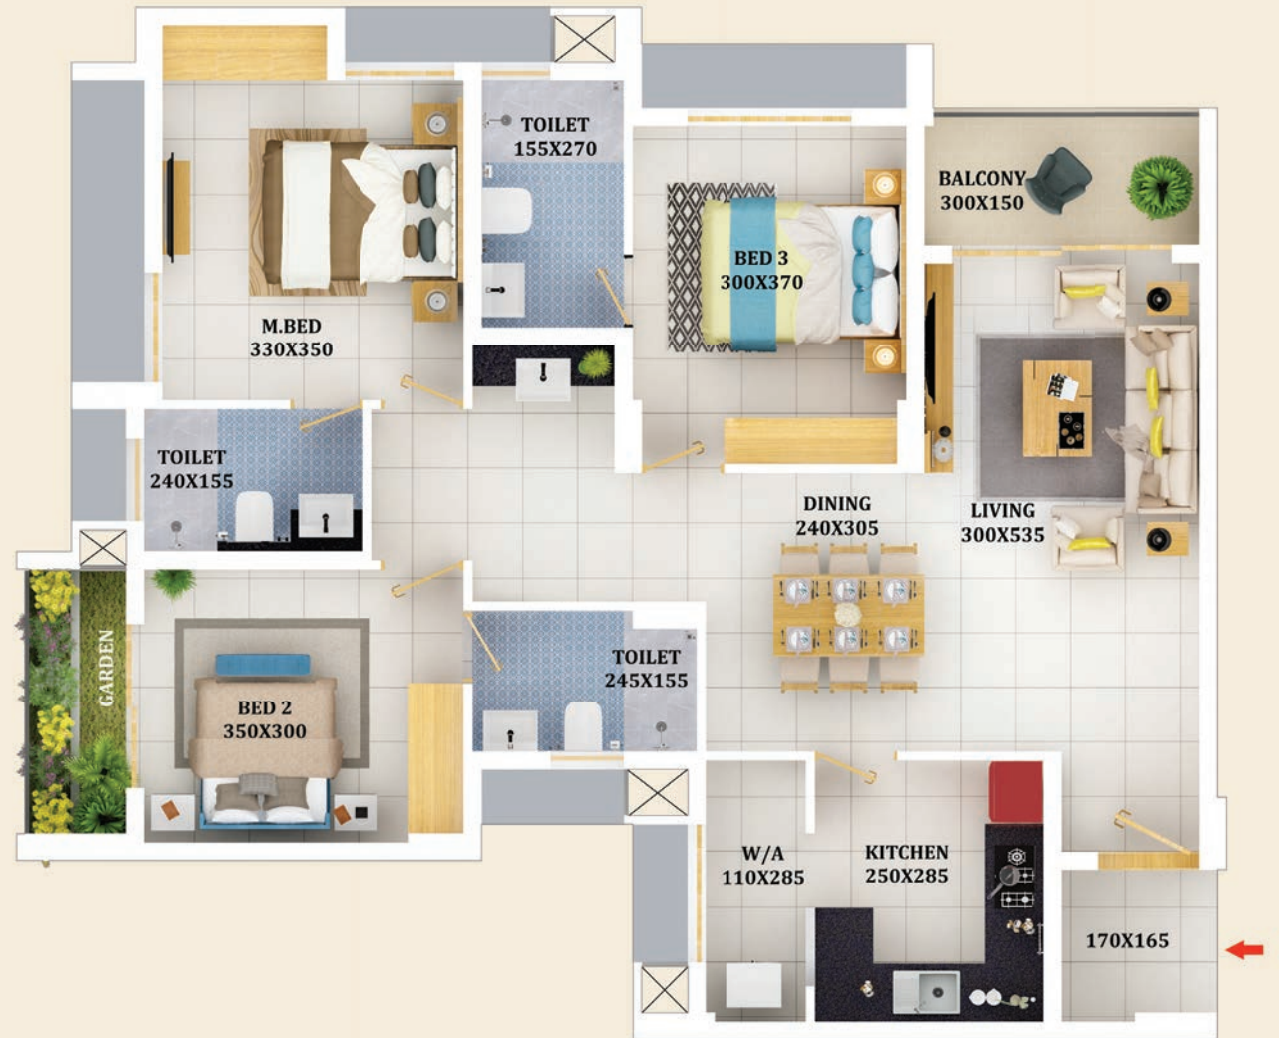 TOILET
155X270
BALCONY
300X150
BED 3
300X370
M.BED
330X350
TOILET
240X155
DINING
240X305
LIVING
300X535
GARDEN
TOILET
245X155
BED 2
350X300
W/A
110X285
KITCHEN
250X285
170X165